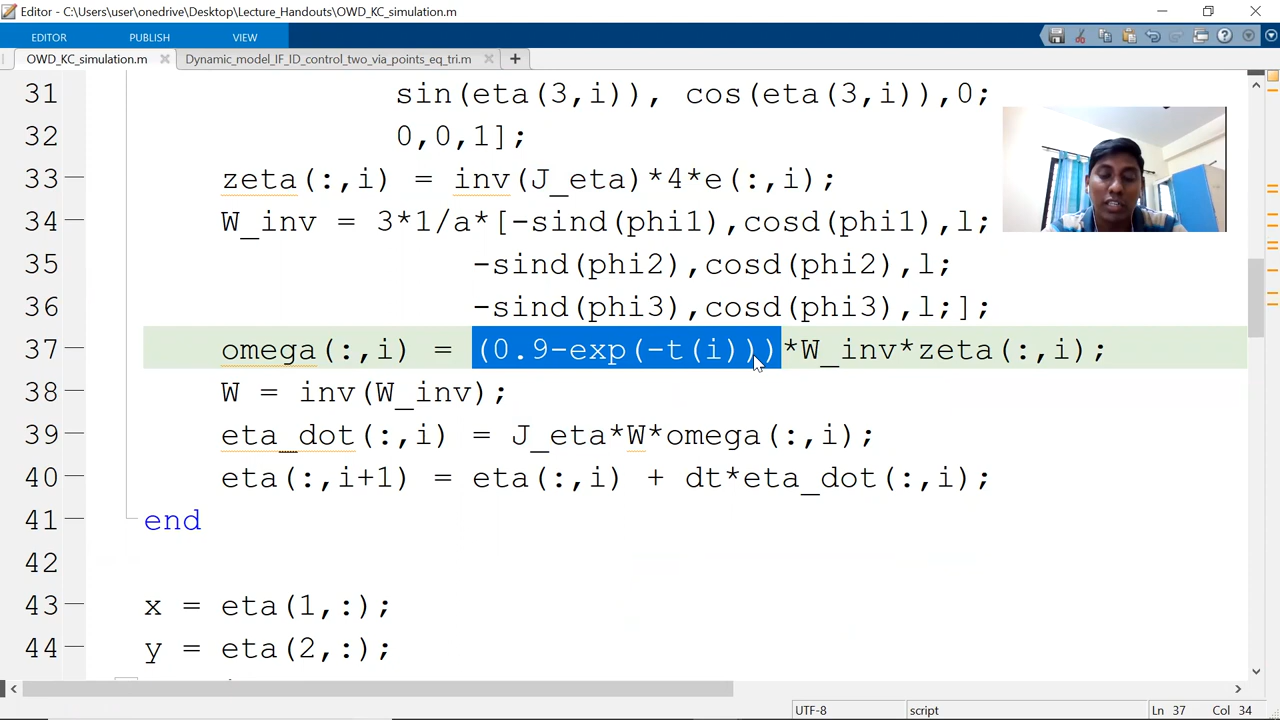 Editor - C:\Users\user\onedrive\Desktop\Lecture_Handouts\OWD_KC_simulation.m
EDITOR PUBLISH VIEW
OWD_KC_simulation.m Dynamic_model_IF_ID_control_two_via_points_eq_tri.m
31 sin(eta(3,i)), cos(eta(3,i)),0;
32 0,0,1];
33 zeta(:,i) = inv(J_eta)*4*e(:,i);
34 W_inv = 3*1/a*[-sind(phi1),cosd(phi1),l;
35 -sind(phi2),cosd(phi2),l;
36 -sind(phi3),cosd(phi3),l;];
37 omega(:,i) = (0.9-exp(-t(i)))*W_inv*zeta(:,i);
38 W = inv(W_inv);
39 eta_dot(:,i) = J_eta*W*omega(:,i);
40 eta(:,i+1) = eta(:,i) + dt*eta_dot(:,i);
41 end
42
43 x = eta(1,:);
44 y = eta(2,:);
UTF-8 script Ln 37 Col 34